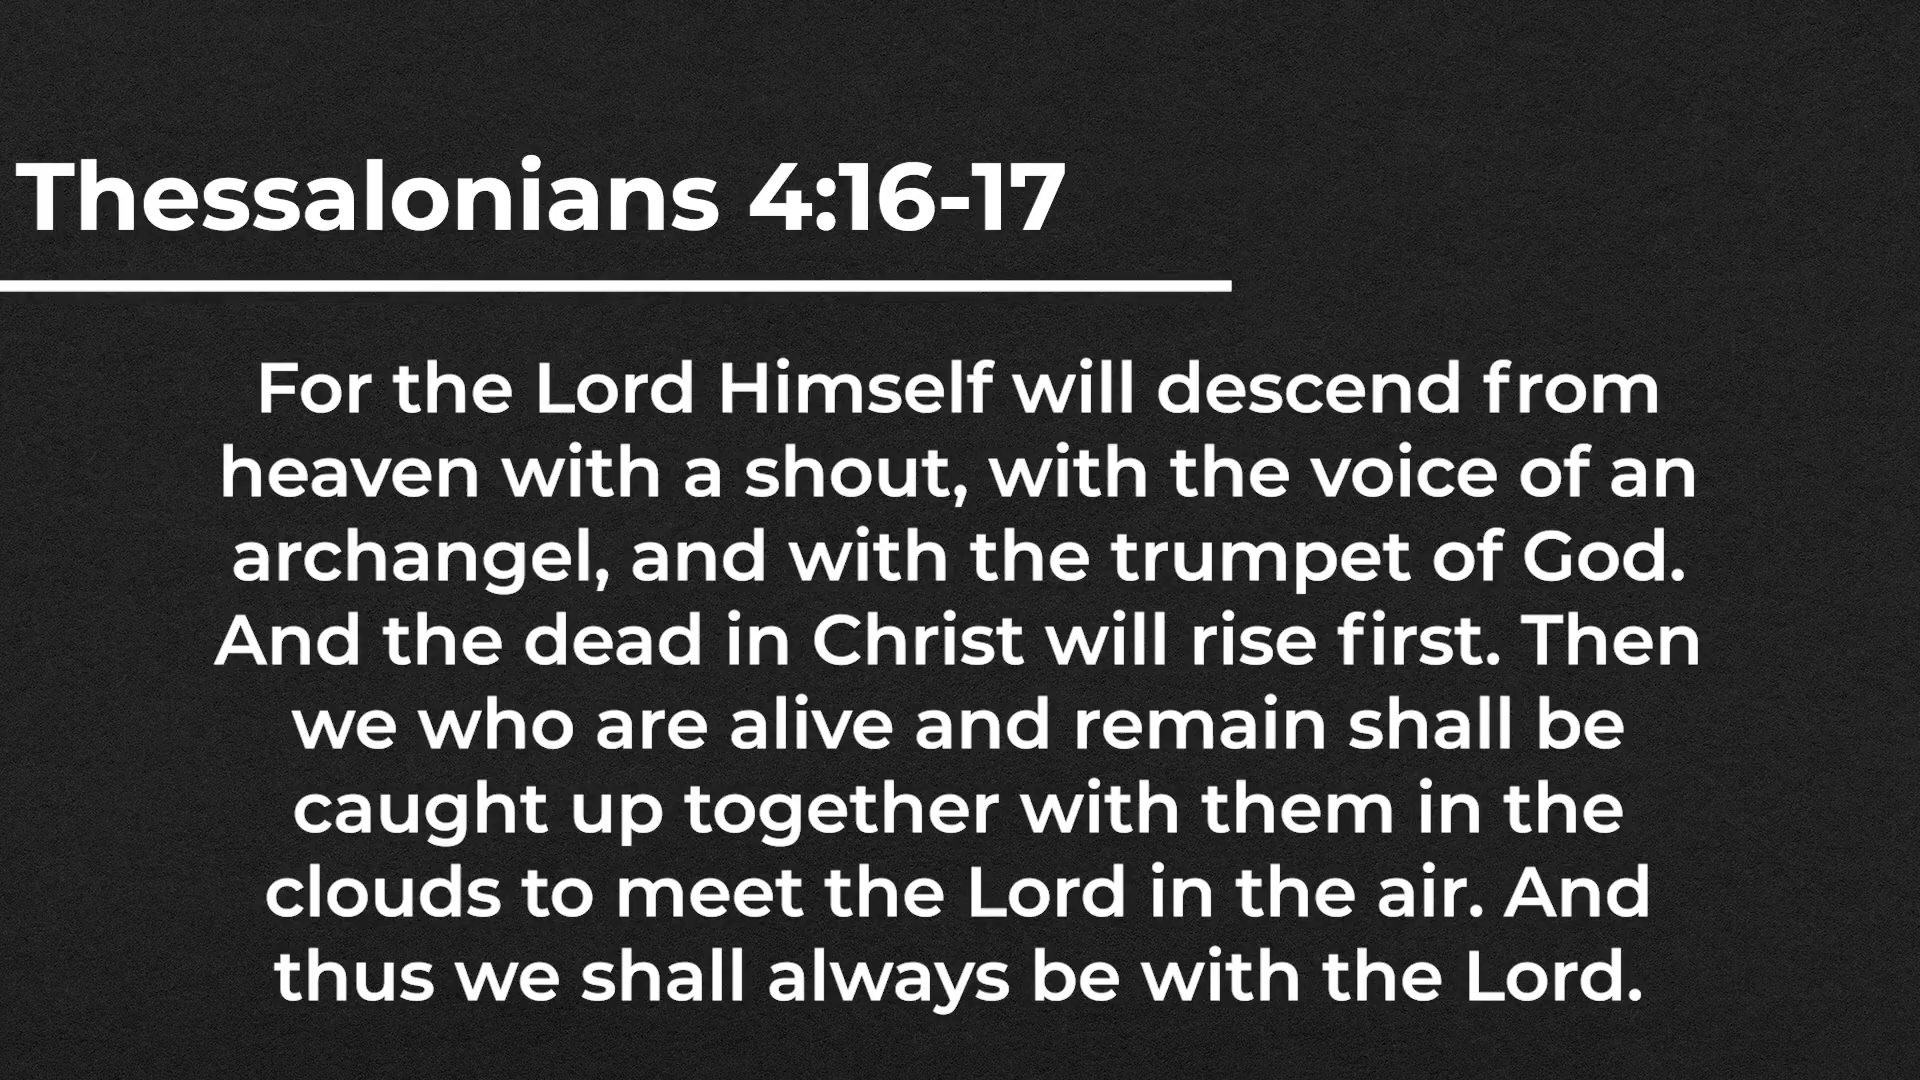 Thessalonians 4:16-17
For the Lord Himself will descend from
heaven with a shout, with the voice of an
archangel, and with the trumpet of God.
And the dead in Christ will rise first. Then
we who are alive and remain shall be
caught up together with them in the
clouds to meet the Lord in the air. And
thus we shall always be with the Lord.